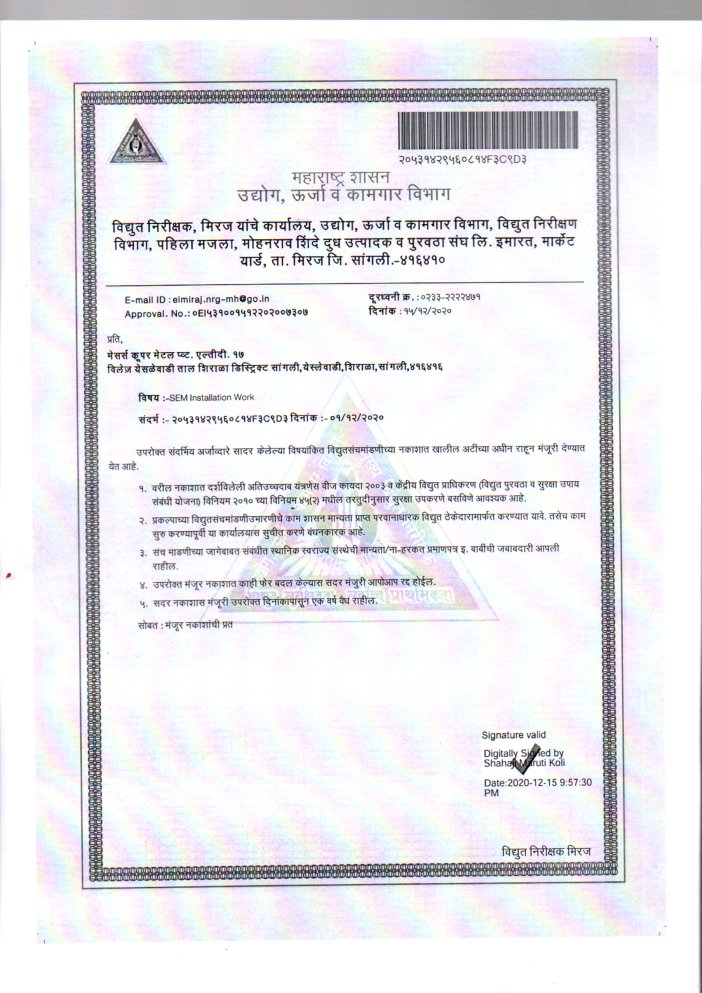 २०५३१४२९५६०८१४F३C९D३
महाराष्ट्र शासन
उद्योग, ऊर्जा व कामगार विभाग
विद्युत निरीक्षक, मिरज यांचे कार्यालय, उद्योग, ऊर्जा व कामगार विभाग, विद्युत निरीक्षण
विभाग, पहिला मजला, मोहनराव शिंदे दुध उत्पादक व पुरवठा संघ लि. इमारत, मार्केट
यार्ड, ता. मिरज जि. सांगली.-४१६४१०
E-mail ID : eimiraj.nrg-mh@go.in
दूरध्वनी क्र. : ०२३३-२२२२४७१
Approval. No.: ०EI५३१००१५१२२०२००७३०७
दिनांक : १५/१२/२०२०
प्रति,
मेसर्स कूपर मेटल प्व्ट. एल्तीदी. १७
विलेज येसळेवाडी ताल शिराळा डिस्ट्रिक्ट सांगली,येस्लेवाडी,शिराळा,सांगली,४१६४१६
विषय :-SEM Installation Work
संदर्भ :- २०५३१४२९५६०८१४F३C९D३ दिनांक :- ०१/१२/२०२०
उपरोक्त संदर्भिय अर्जाव्दारे सादर केलेल्या विषयांकित विद्युतसंचमांडणीच्या नकाशात खालील अटींच्या अधीन राहून मंजूरी देण्यात
येत आहे.
१. वरील नकाशात दर्शविलेली अतिउच्चदाब यंत्रणेस वीज कायदा २००३ व केंद्रीय विद्युत प्राधिकरण (विद्युत पुरवठा व सुरक्षा उपाय
संबंधी योजना) विनियम २०१० च्या विनियम ४५(२) मधील तरतुदीनुसार सुरक्षा उपकरणे बसविणे आवश्यक आहे.
२. प्रकल्पाच्या विद्युतसंचमांडणीउभारणीचे काम शासन मान्यता प्राप्त परवानाधारक विद्युत ठेकेदारामार्फत करण्यात यावे. तसेच काम
सुरु करण्यापूर्वी या कार्यालयास सुचीत करणे बंधनकारक आहे.
३. संच माडणीच्या जागेबाबत संबंधीत स्थानिक स्वराज्य संस्थेची मान्यता/ना-हरकत प्रमाणपत्र इ. बाबींची जवाबदारी आपली
राहील.
४. उपरोक्त मंजूर नकाशात काही फेर बदल केल्यास सदर मंजुरी आपोआप रद्द होईल.
५. सदर नकाशास मंजूरी उपरोक्त दिनांकापासून एक वर्ष वैध राहील.
सोबत : मंजूर नकाशांची प्रत
Signature valid
Digitally Signed by
Shahaji Maruti Koli
Date:2020-12-15 9:57:30
PM
विद्युत निरीक्षक मिरज